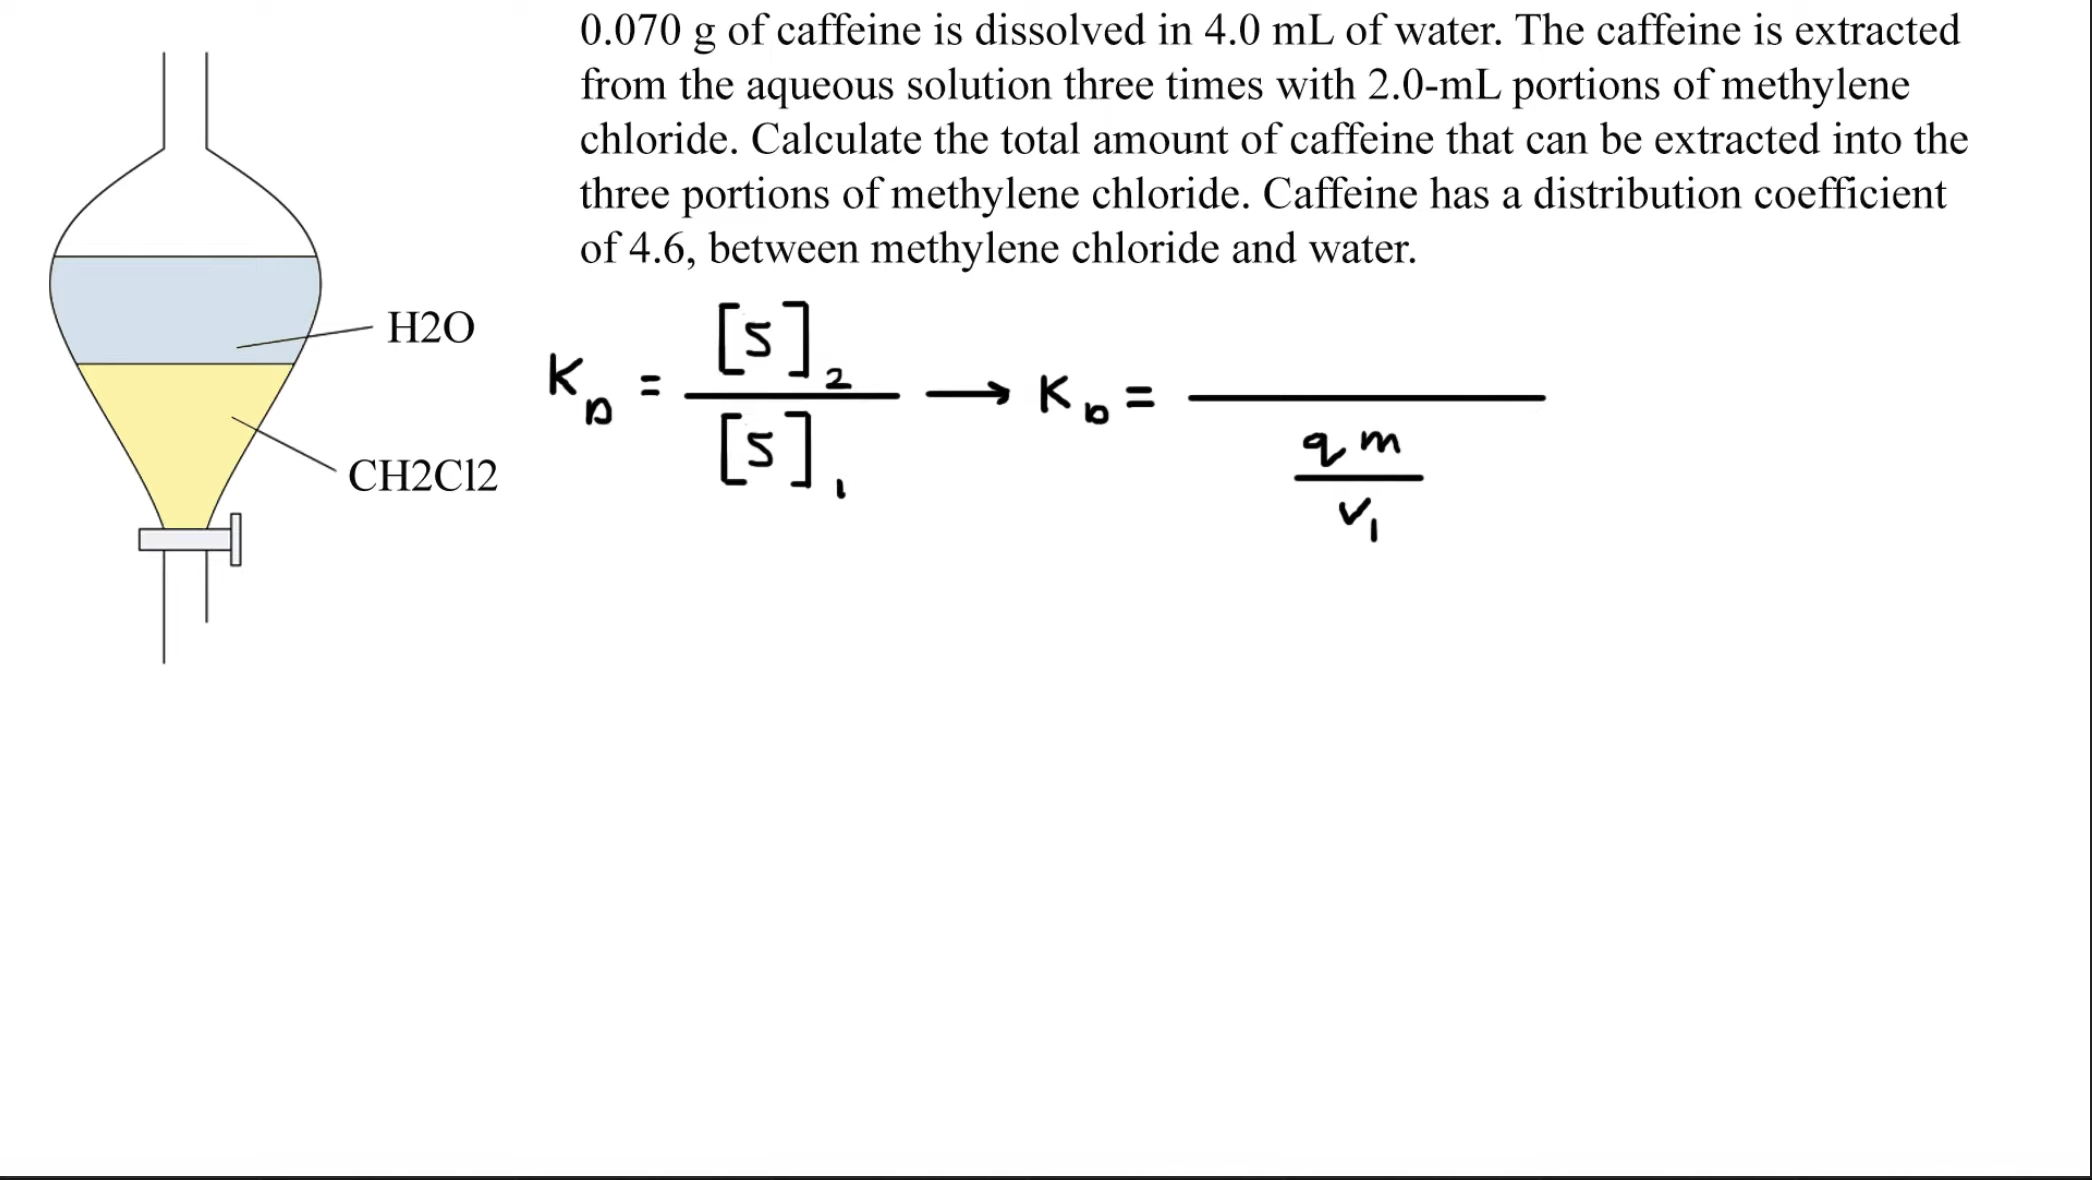 0.070 g of caffeine is dissolved in 4.0 mL of water. The caffeine is extracted
from the aqueous solution three times with 2.0-mL portions of methylene
chloride. Calculate the total amount of caffeine that can be extracted into the
three portions of methylene chloride. Caffeine has a distribution coefficient
of 4.6, between methylene chloride and water.
H2O
CH2Cl2
K_D = [S]_2 / [S]_1 → K_D = ____ / (qm / V_1)